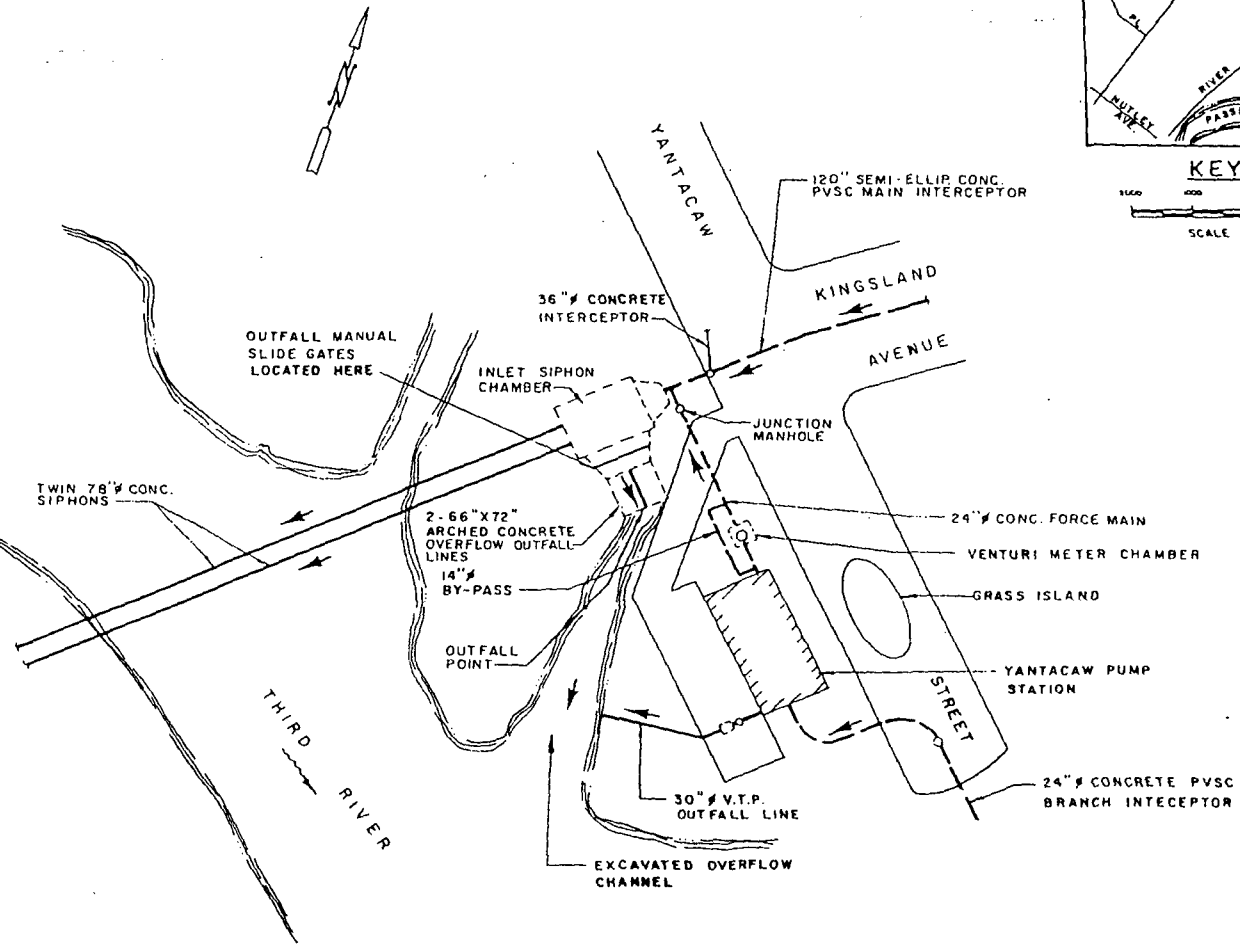 PL.
NUTLEY
AVE.
RIVER
PASS
KEY
1000
SCALE
N
YANTACAW
120" SEMI-ELLIP. CONC.
PVSC MAIN INTERCEPTOR
KINGSLAND
AVENUE
36"ø CONCRETE
INTERCEPTOR
OUTFALL MANUAL
SLIDE GATES
LOCATED HERE
INLET SIPHON
CHAMBER
JUNCTION
MANHOLE
TWIN 78"ø CONC.
SIPHONS
2-66"X72"
ARCHED CONCRETE
OVERFLOW OUTFALL
LINES
14"ø
BY-PASS
24"ø CONC. FORCE MAIN
VENTURI METER CHAMBER
GRASS ISLAND
OUTFALL
POINT
YANTACAW PUMP
STATION
STREET
THIRD RIVER
30"ø V.T.P.
OUTFALL LINE
24"ø CONCRETE PVSC
BRANCH INTECEPTOR
EXCAVATED OVERFLOW
CHANNEL